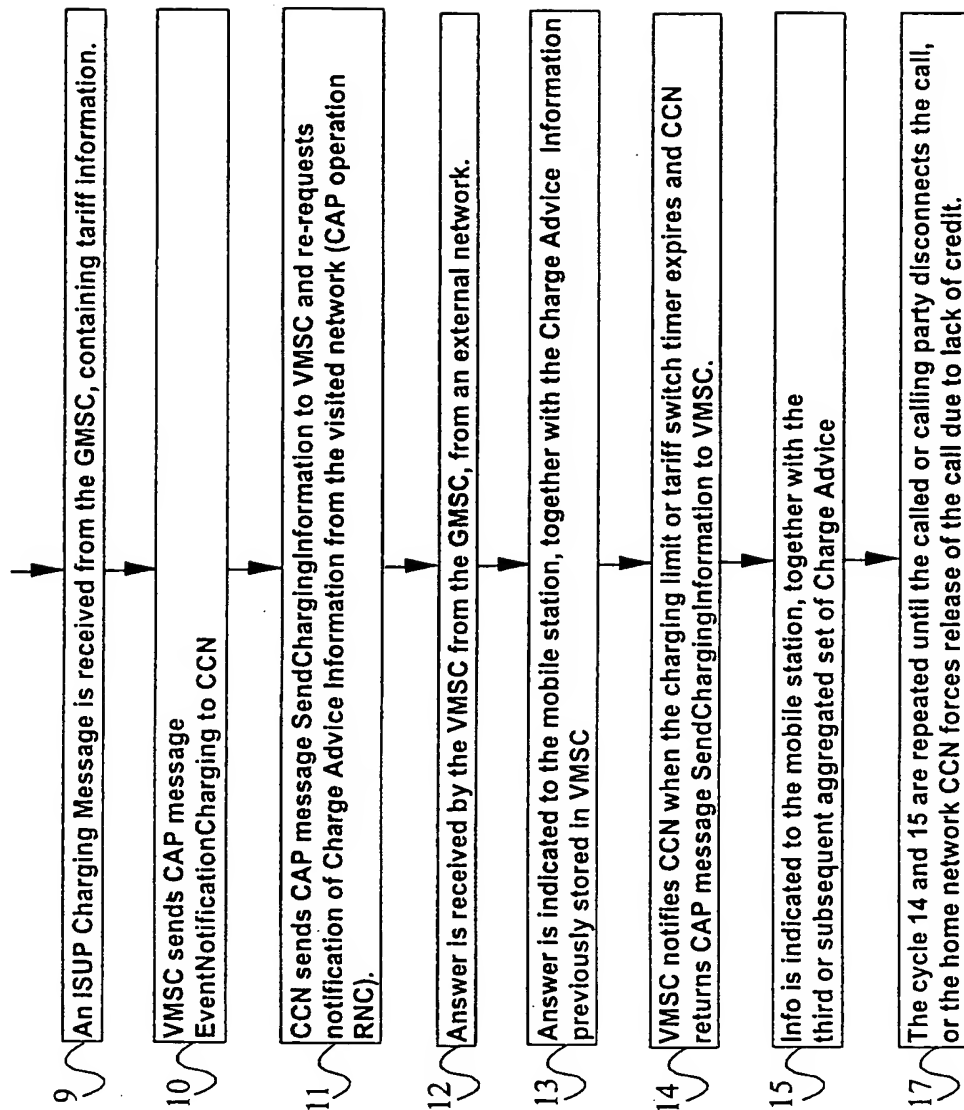 9 An ISUP Charging Message is received from the GMSC, containing tariff information.
10 VMSC sends CAP message
EventNotificationCharging to CCN
11 CCN sends CAP message SendChargingInformation to VMSC and re-requests
notification of Charge Advice Information from the visited network (CAP operation
RNC).
12 Answer is received by the VMSC from the GMSC, from an external network.
13 Answer is indicated to the mobile station, together with the Charge Advice Information
previously stored in VMSC
14 VMSC notifies CCN when the charging limit or tariff switch timer expires and CCN
returns CAP message SendChargingInformation to VMSC.
15 Info is indicated to the mobile station, together with the
third or subsequent aggregated set of Charge Advice
17 The cycle 14 and 15 are repeated until the called or calling party disconnects the call,
or the home network CCN forces release of the call due to lack of credit.